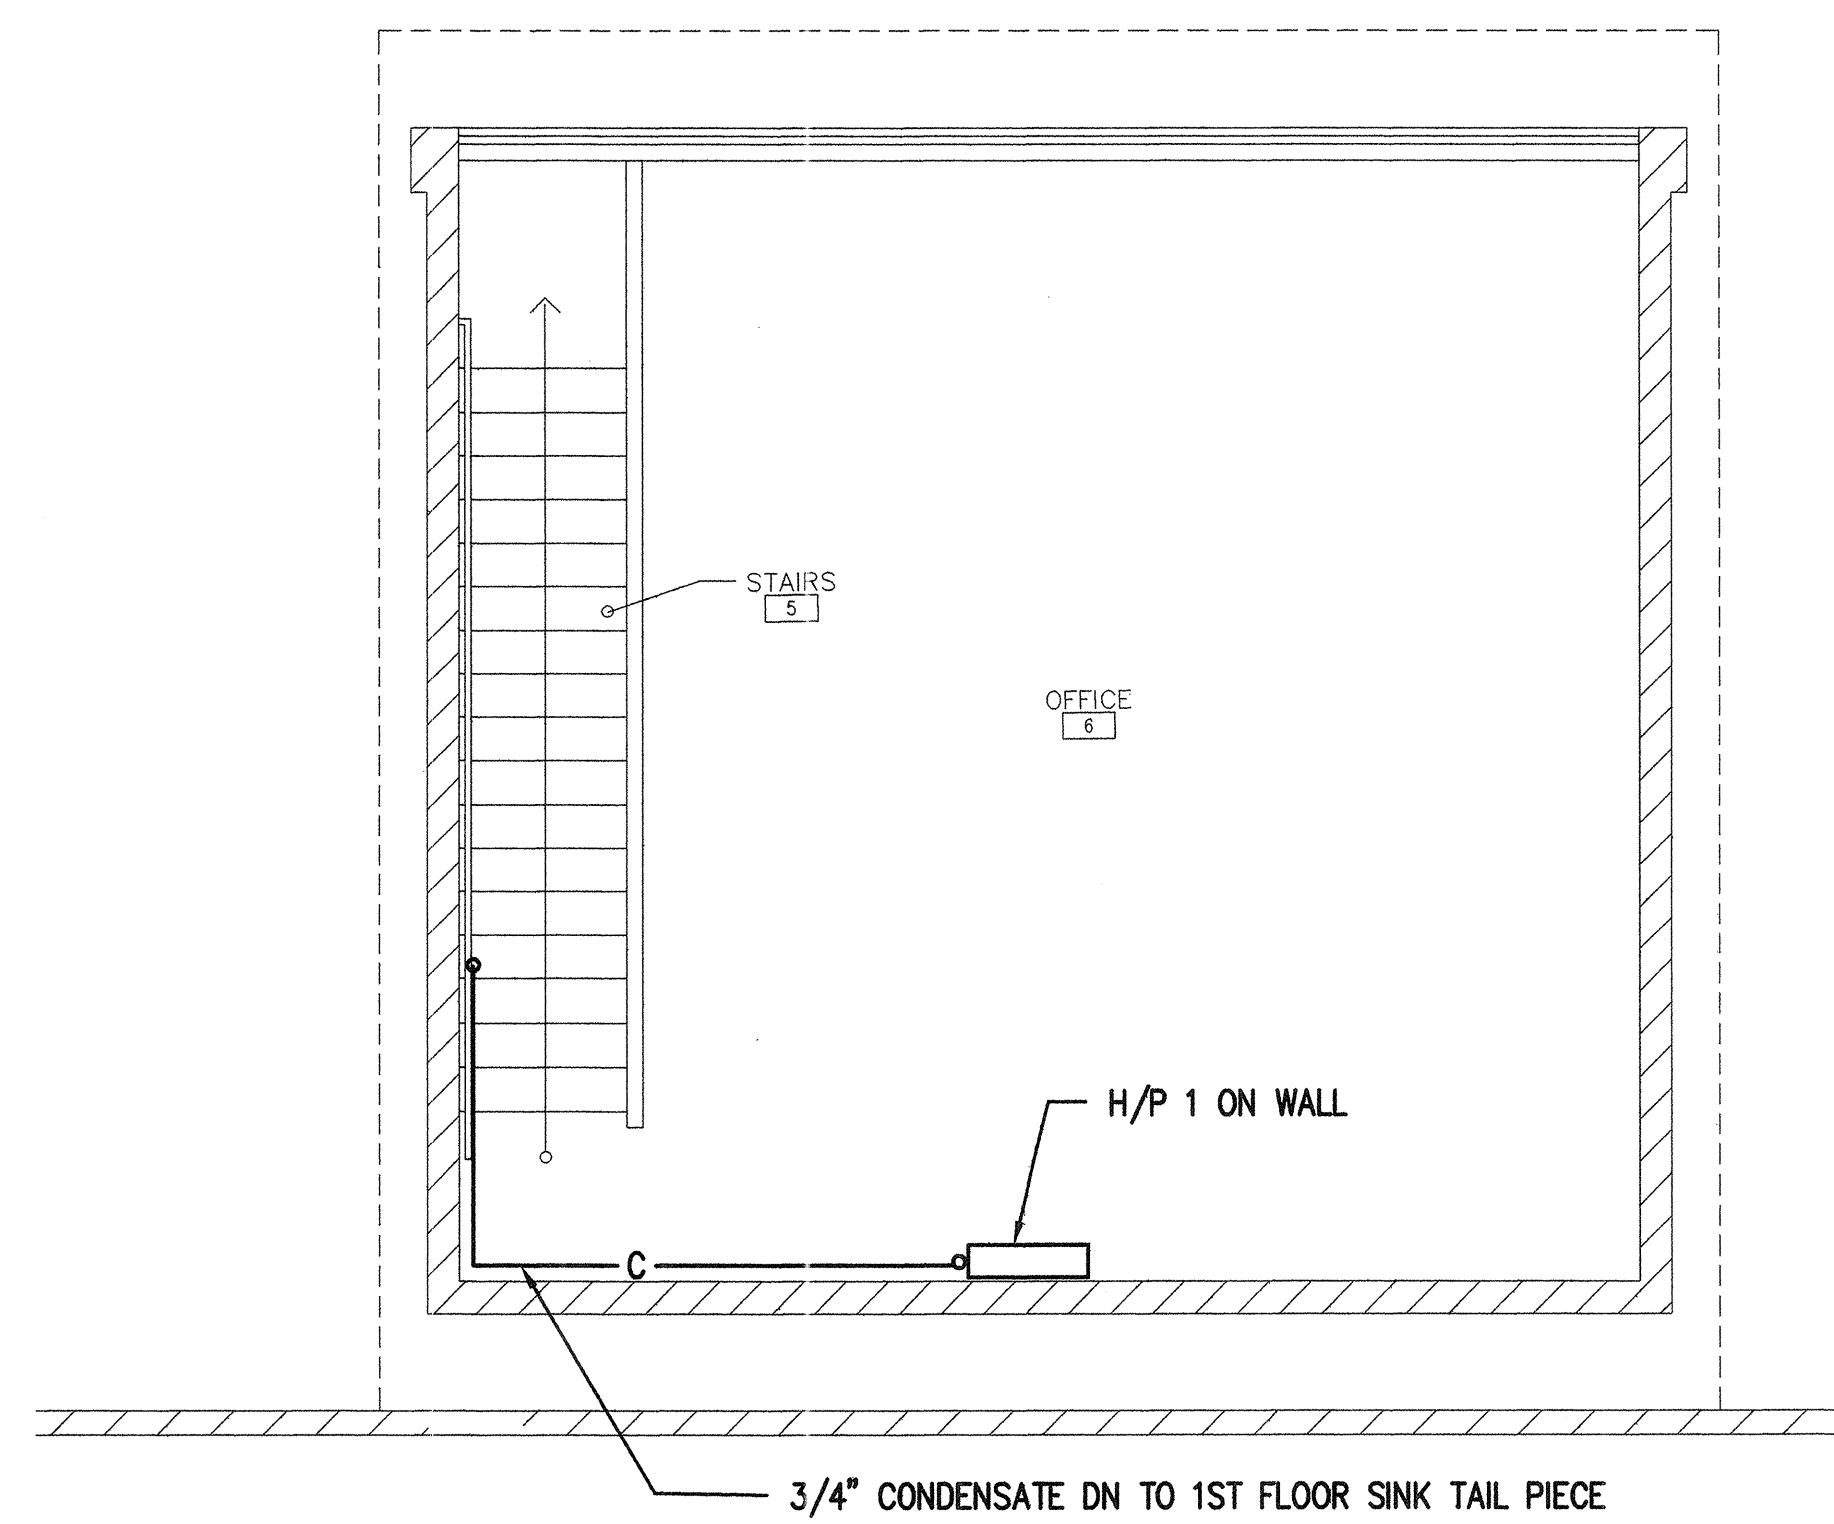 STAIRS
5
OFFICE
6
H/P 1 ON WALL
C
3/4" CONDENSATE DN TO 1ST FLOOR SINK TAIL PIECE